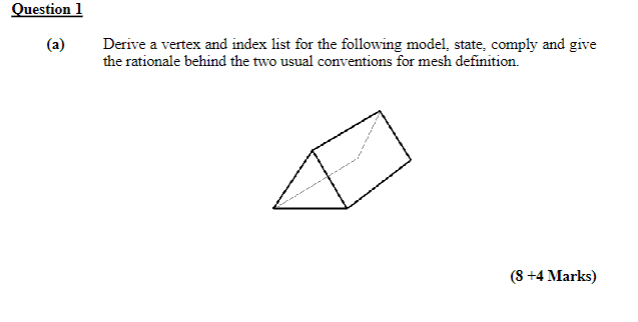 Question 1
(a) Derive a vertex and index list for the following model, state, comply and give
the rationale behind the two usual conventions for mesh definition.
(8 +4 Marks)